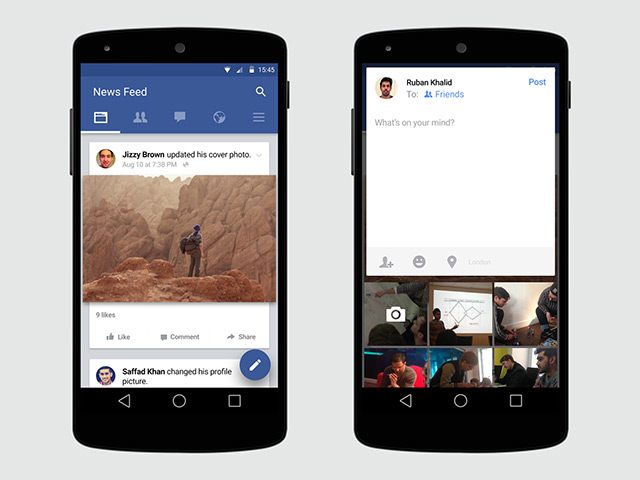 15:45
News Feed
Jizzy Brown updated his cover photo.
Aug 10 at 7:38 PM
9 likes
Like Comment Share
Saffad Khan changed his profile
picture.
Ruban Khalid
Post
To: Friends
What's on your mind?
London